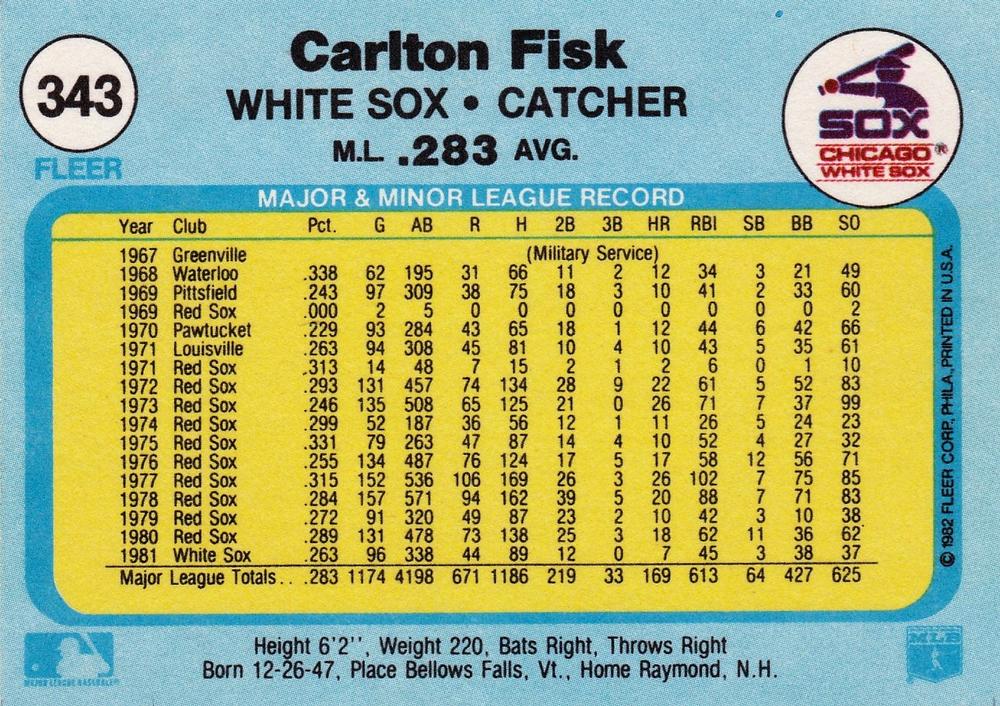 343
FLEER
Carlton Fisk
WHITE SOX • CATCHER
M.L. .283 AVG.
SOX
CHICAGO ®
WHITE SOX
MAJOR & MINOR LEAGUE RECORD
Year Club Pct. G AB R H 2B 3B HR RBI SB BB SO
1967 Greenville (Military Service)
1968 Waterloo .338 62 195 31 66 11 2 12 34 3 21 49
1969 Pittsfield .243 97 309 38 75 18 3 10 41 2 33 60
1969 Red Sox .000 2 5 0 0 0 0 0 0 0 0 2
1970 Pawtucket .229 93 284 43 65 18 1 12 44 6 42 66
1971 Louisville .263 94 308 45 81 10 4 10 43 5 35 61
1971 Red Sox .313 14 48 7 15 2 1 2 6 0 1 10
1972 Red Sox .293 131 457 74 134 28 9 22 61 5 52 83
1973 Red Sox .246 135 508 65 125 21 0 26 71 7 37 99
1974 Red Sox .299 52 187 36 56 12 1 11 26 5 24 23
1975 Red Sox .331 79 263 47 87 14 4 10 52 4 27 32
1976 Red Sox .255 134 487 76 124 17 5 17 58 12 56 71
1977 Red Sox .315 152 536 106 169 26 3 26 102 7 75 85
1978 Red Sox .284 157 571 94 162 39 5 20 88 7 71 83
1979 Red Sox .272 91 320 49 87 23 2 10 42 3 10 38
1980 Red Sox .289 131 478 73 138 25 3 18 62 11 36 62
1981 White Sox .263 96 338 44 89 12 0 7 45 3 38 37
Major League Totals. . .283 1174 4198 671 1186 219 33 169 613 64 427 625
© 1982 FLEER CORP., PHILA., PRINTED IN U.S.A.
Height 6'2'', Weight 220, Bats Right, Throws Right
Born 12-26-47, Place Bellows Falls, Vt., Home Raymond, N.H.
MAJOR LEAGUE BASEBALL
MLB